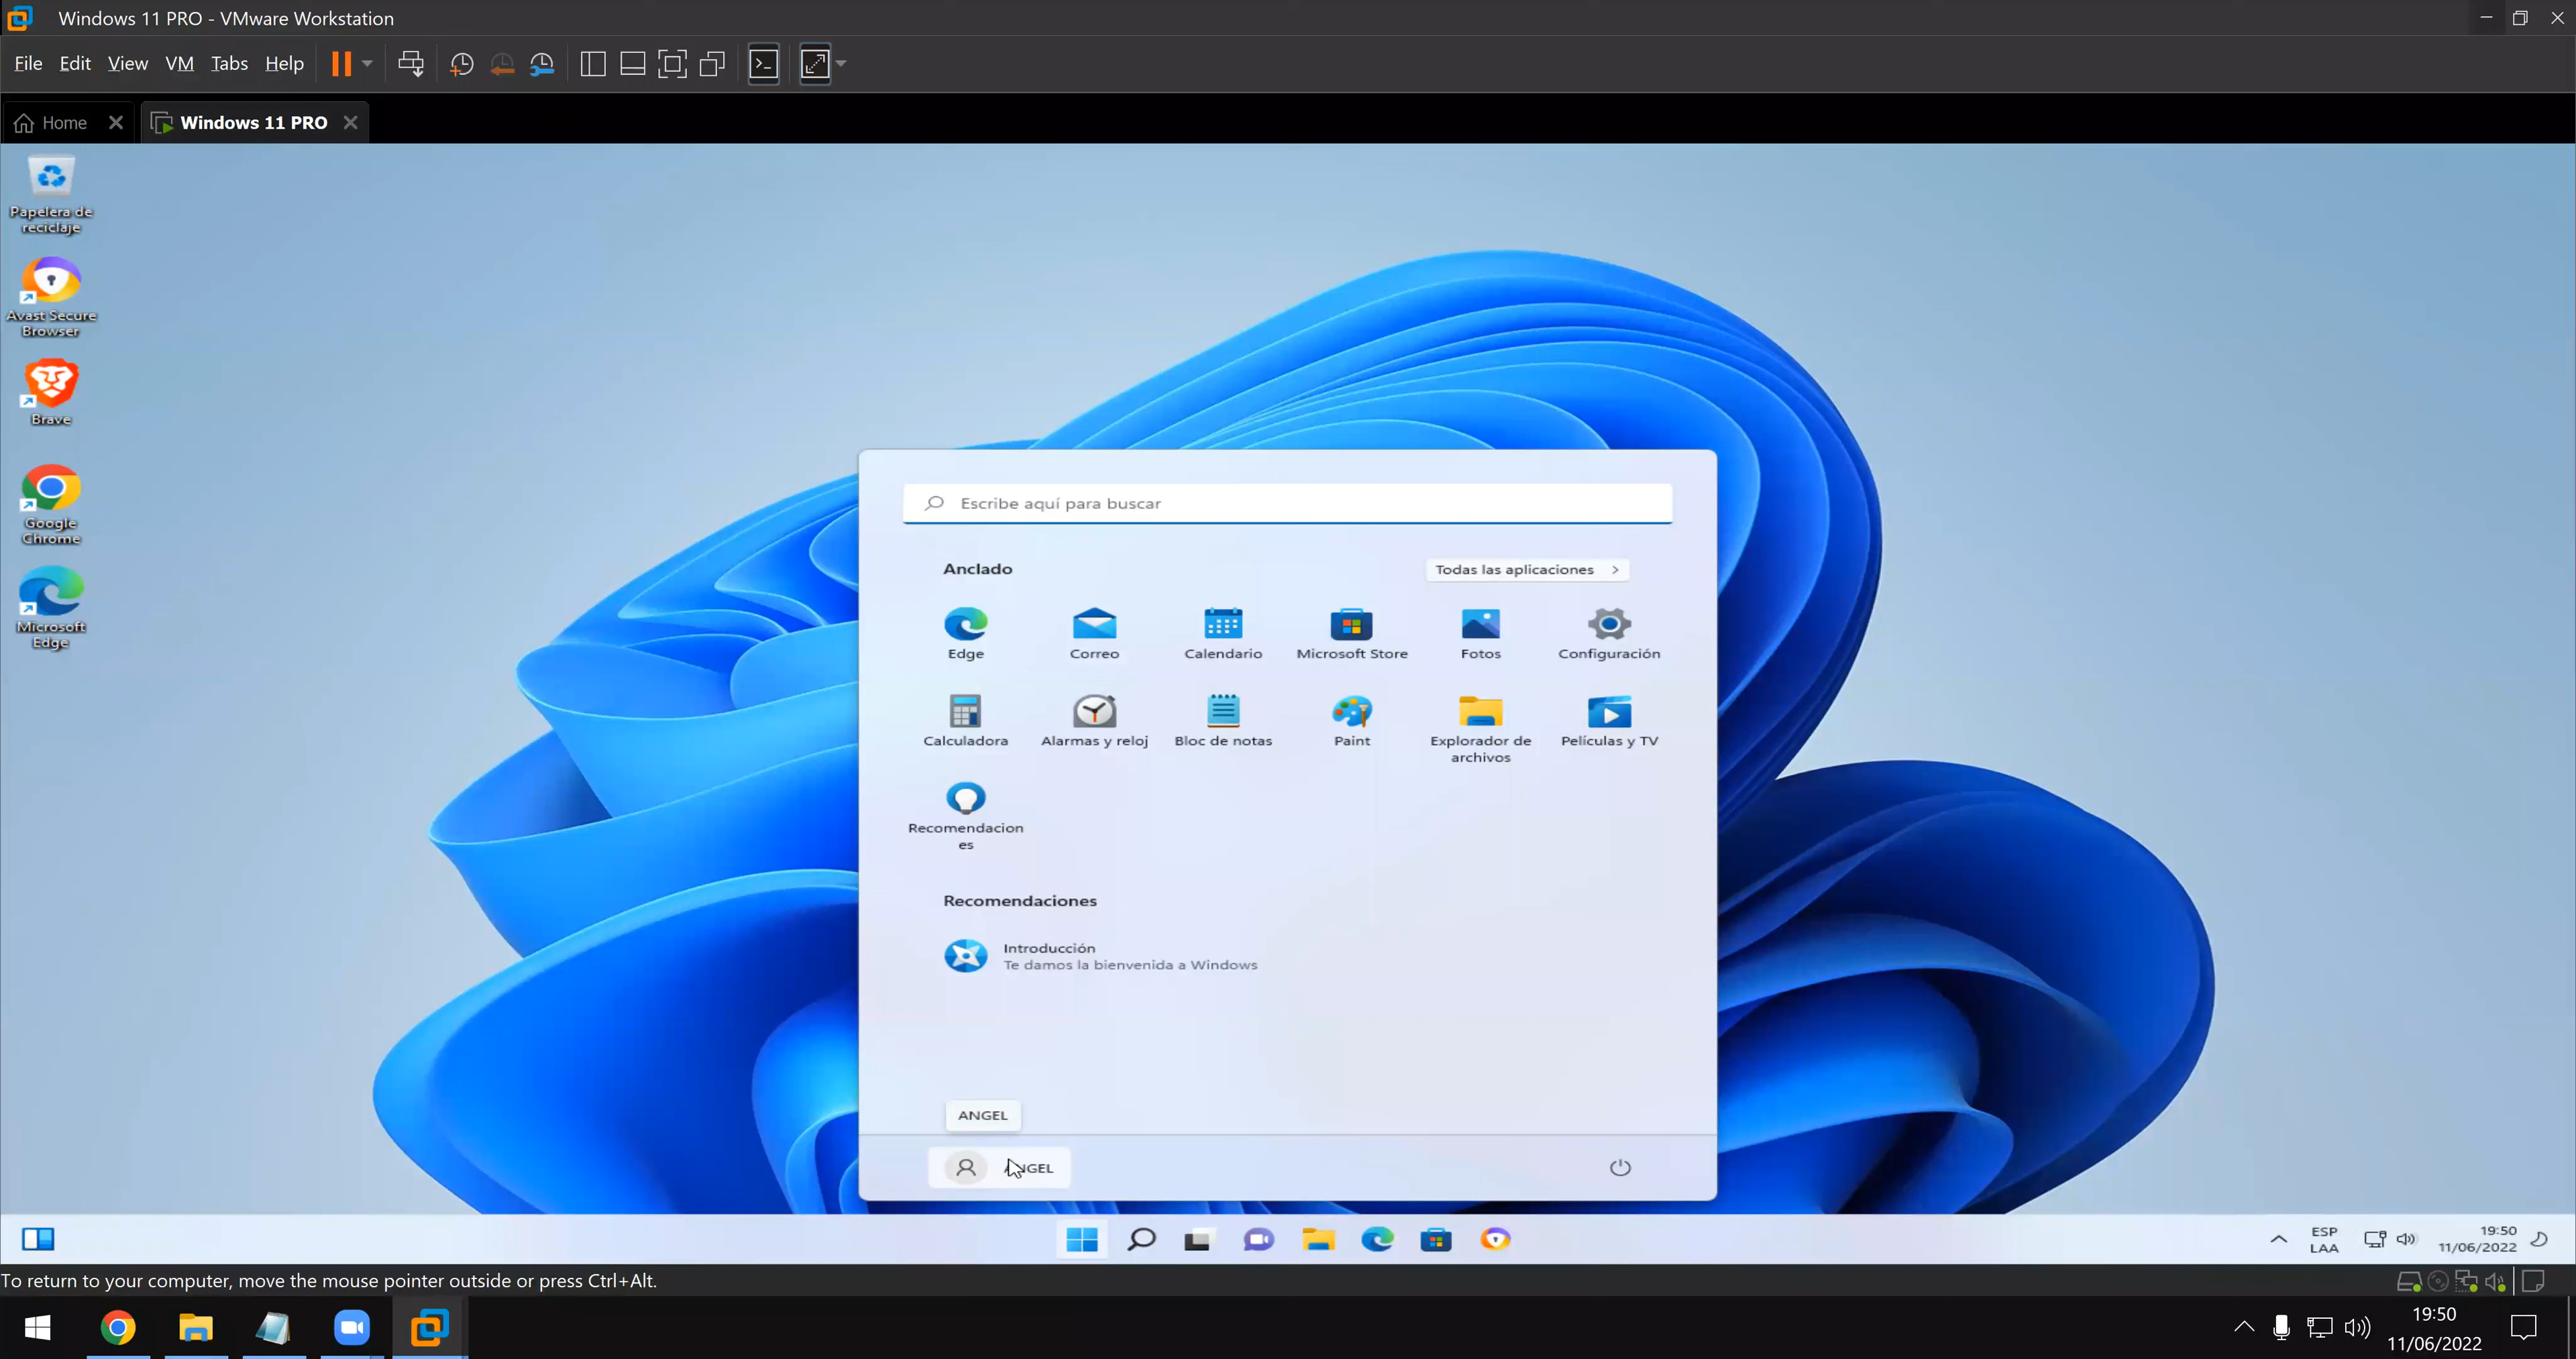 Windows 11 PRO - VMware Workstation
File Edit View VM Tabs Help
Home Windows 11 PRO
Papelera de
reciclaje
Avast Secure
Browser
Brave
Google
Chrome
Microsoft
Edge
Escribe aquí para buscar
Anclado Todas las aplicaciones
Edge Correo Calendario Microsoft Store Fotos Configuración
Calculadora Alarmas y reloj Bloc de notas Paint Explorador de
archivos
Películas y TV
Recomendacion
es
Recomendaciones
Introducción
Te damos la bienvenida a Windows
ANGEL
ANGEL
ESP
LAA
19:50
11/06/2022
To return to your computer, move the mouse pointer outside or press Ctrl+Alt.
19:50
11/06/2022